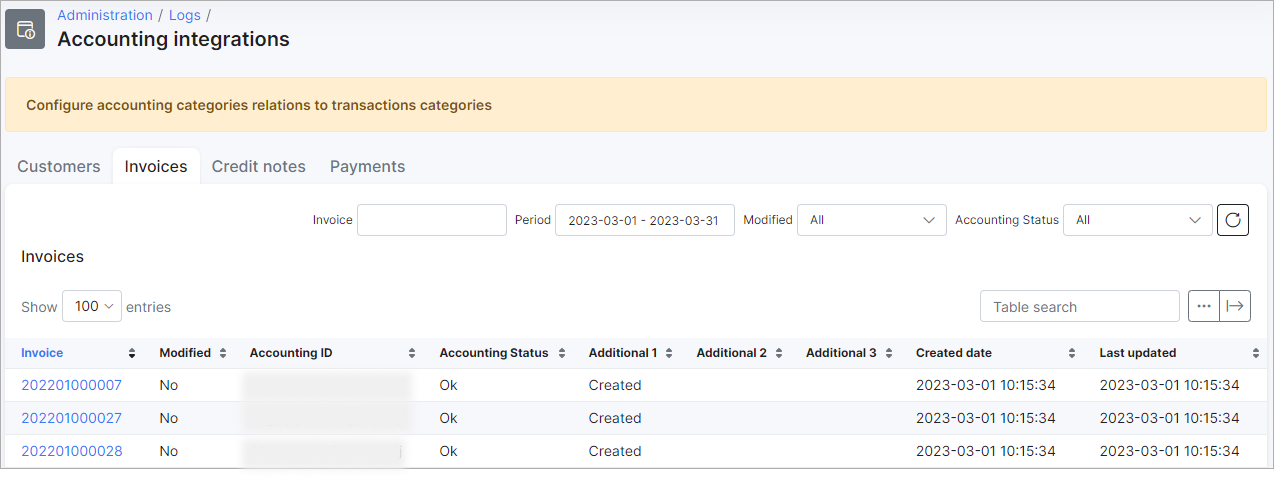 Administration / Logs /
Accounting integrations
Configure accounting categories relations to transactions categories
Customers Invoices Credit notes Payments
Invoice Period 2023-03-01 - 2023-03-31 Modified All Accounting Status All
Invoices
Show 100 entries Table search
Invoice Modified Accounting ID Accounting Status Additional 1 Additional 2 Additional 3 Created date Last updated
202201000007 No Ok Created 2023-03-01 10:15:34 2023-03-01 10:15:34
202201000027 No Ok Created 2023-03-01 10:15:34 2023-03-01 10:15:34
202201000028 No Ok Created 2023-03-01 10:15:34 2023-03-01 10:15:34